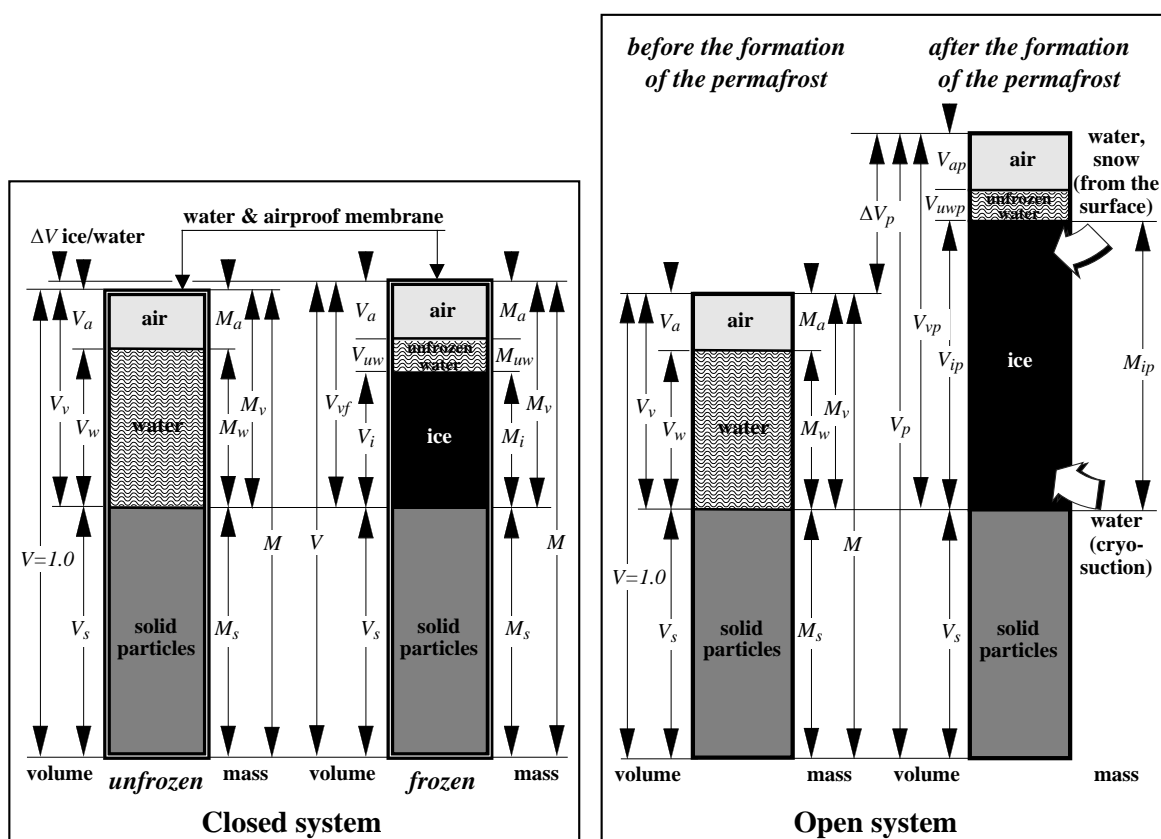 before the formation
of the permafrost
after the formation
of the permafrost
water & airproof membrane
ΔV ice/water
V_a
air
M_a
V_v
V_w
water
M_w
M_v
V=1.0
V_s
solid
particles
M_s
M
V_a
air
M_a
V_uw
unfrozen
water
M_uw
V_vf
V_i
ice
M_i
M_v
V
V_s
solid
particles
M_s
M
volume
unfrozen
mass
volume
frozen
mass
Closed system
V_a
air
M_a
V_v
V_w
water
M_w
M_v
V=1.0
V_s
solid
particles
M_s
M
ΔV_p
V_p
V_vp
V_ap
air
V_uwp
unfrozen
water
V_ip
ice
M_ip
V_s
solid
particles
water,
snow
(from the
surface)
water
(cryo-
suction)
volume
mass
volume
mass
Open system